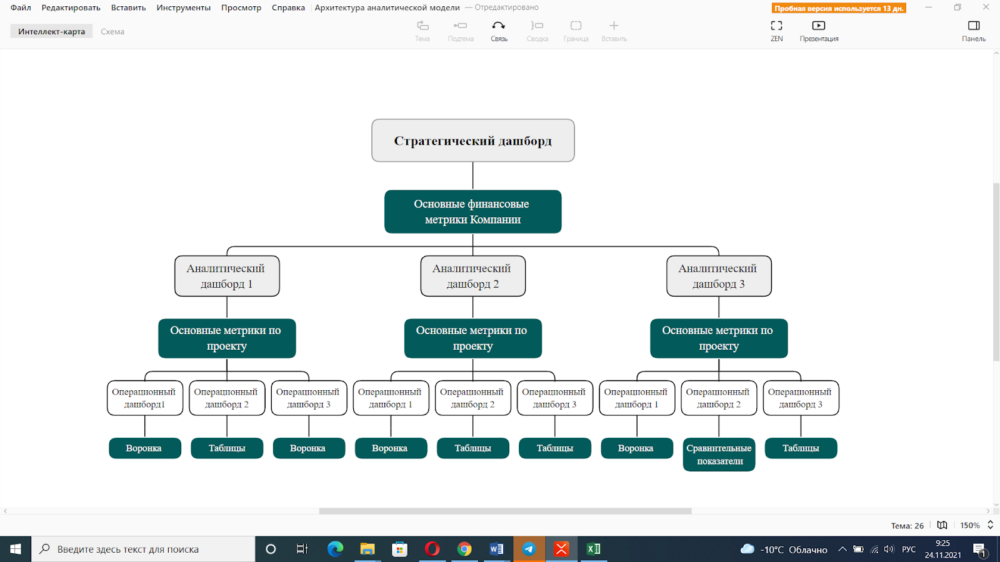 Файл Редактировать Вставить Инструменты Просмотр Справка Архитектура аналитической модели — Отредактировано Пробная версия используется 13 дн.
Интеллект-карта Схема
Тема Подтема Связь Сводка Граница Вставить ZEN Презентация Панель
Стратегический дашборд
Основные финансовые
метрики Компании
Аналитический
дашборд 1
Аналитический
дашборд 2
Аналитический
дашборд 3
Основные метрики по
проекту
Основные метрики по
проекту
Основные метрики по
проекту
Операционный
дашборд1
Операционный
дашборд 2
Операционный
дашборд 3
Операционный
дашборд 1
Операционный
дашборд 2
Операционный
дашборд 3
Операционный
дашборд 1
Операционный
дашборд 2
Операционный
дашборд 3
Воронка
Таблицы
Воронка
Воронка
Таблицы
Таблицы
Воронка
Сравнительные
показатели
Таблицы
Тема: 26 150%
Введите здесь текст для поиска
-10°C Облачно
РУС
9:25
24.11.2021
1